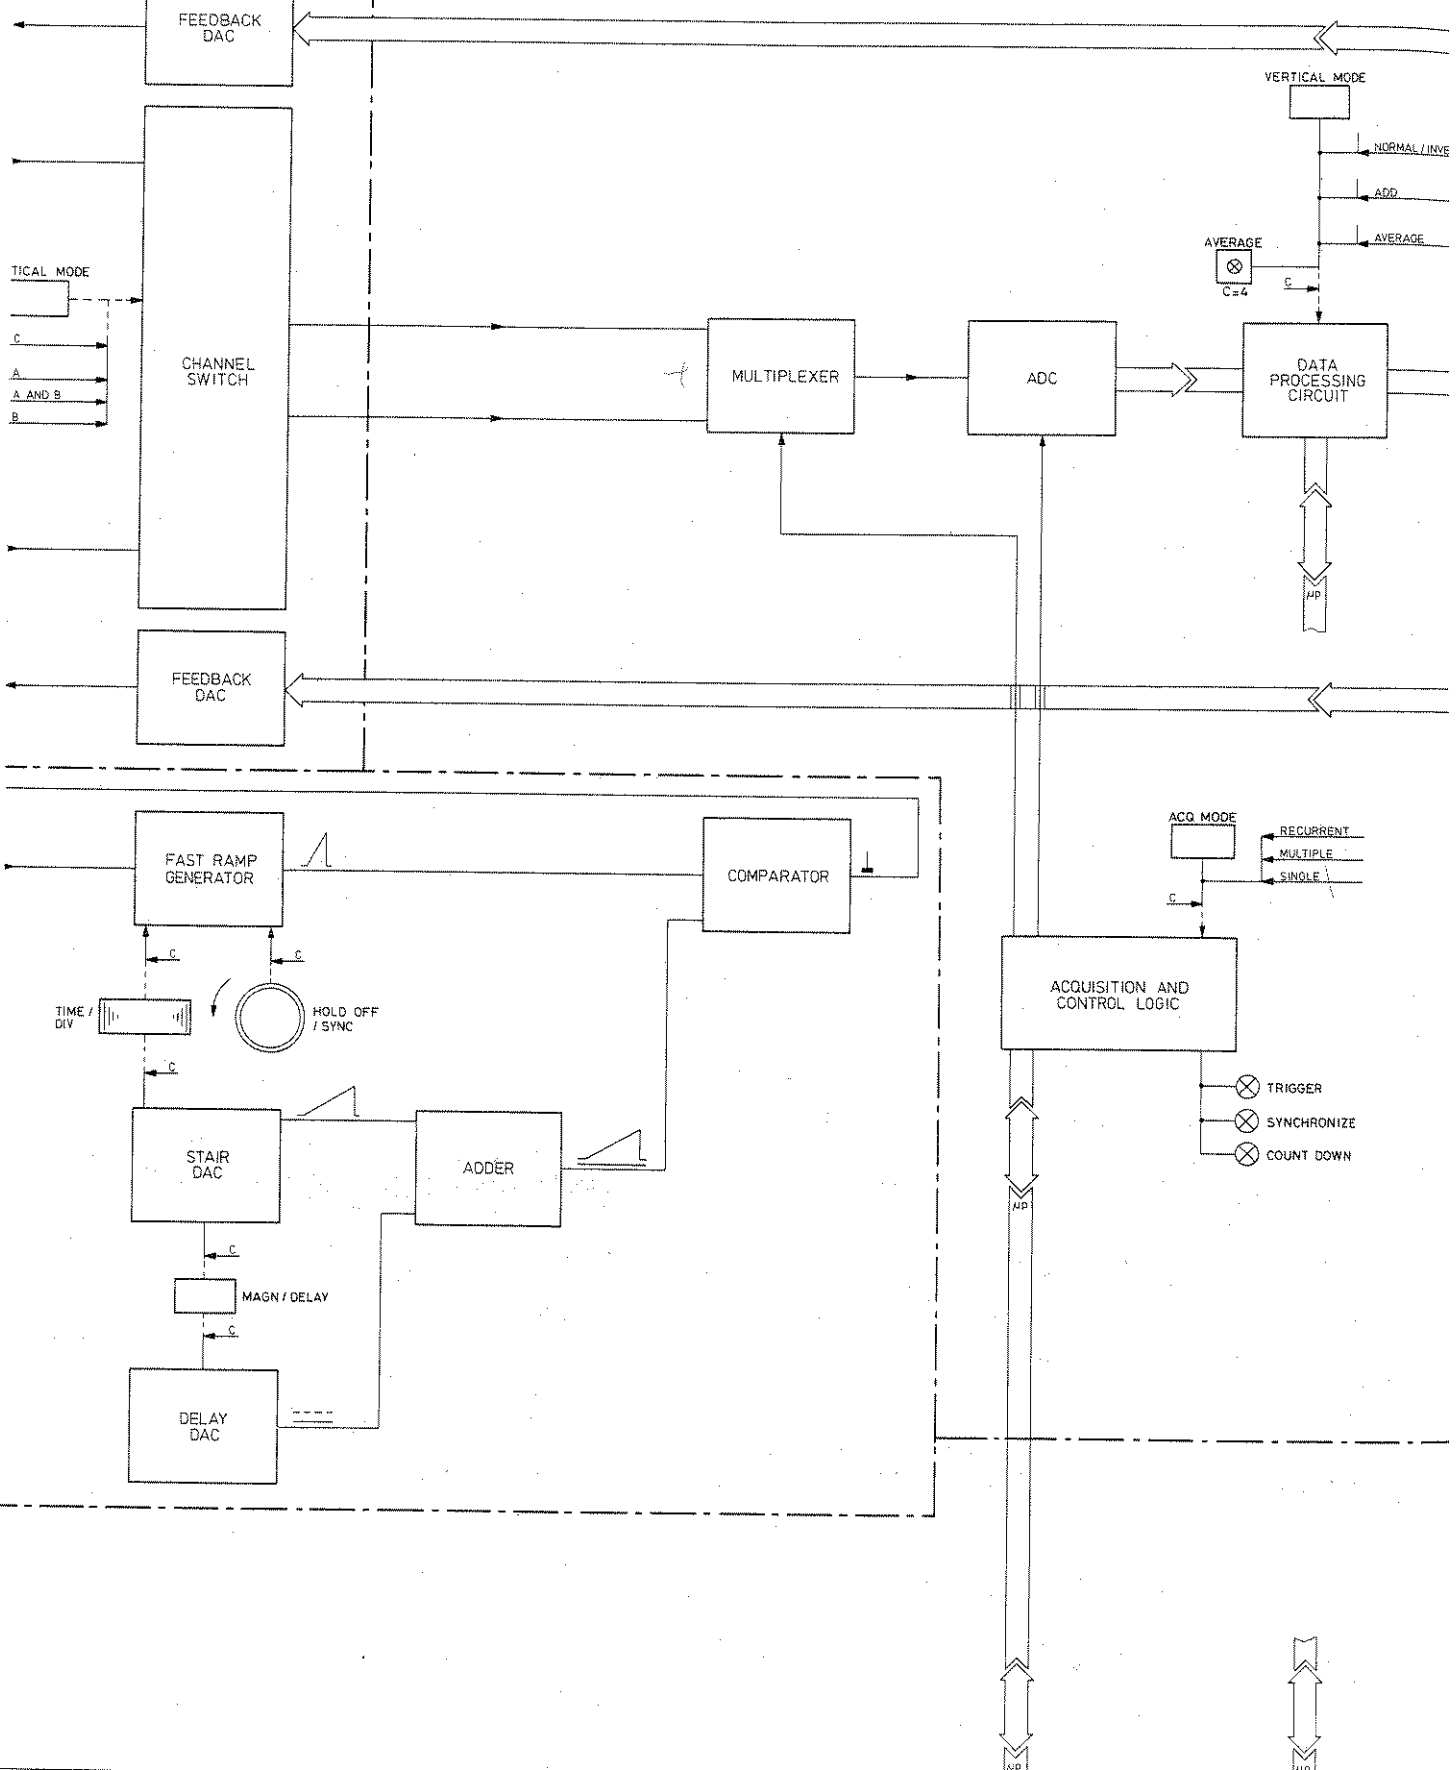 FEEDBACK
DAC
VERTICAL MODE
NORMAL / INVE
ADD
AVERAGE
AVERAGE
C=4
C
TICAL MODE
C
A
A AND B
B
CHANNEL
SWITCH
MULTIPLEXER
ADC
DATA
PROCESSING
CIRCUIT
µP
FEEDBACK
DAC
FAST RAMP
GENERATOR
COMPARATOR
ACQ MODE
RECURRENT
MULTIPLE
SINGLE
C
C
C
TIME /
DIV
HOLD OFF
/ SYNC
C
ACQUISITION AND
CONTROL LOGIC
TRIGGER
SYNCHRONIZE
COUNT DOWN
STAIR
DAC
ADDER
µP
C
MAGN / DELAY
C
DELAY
DAC
µP
µP